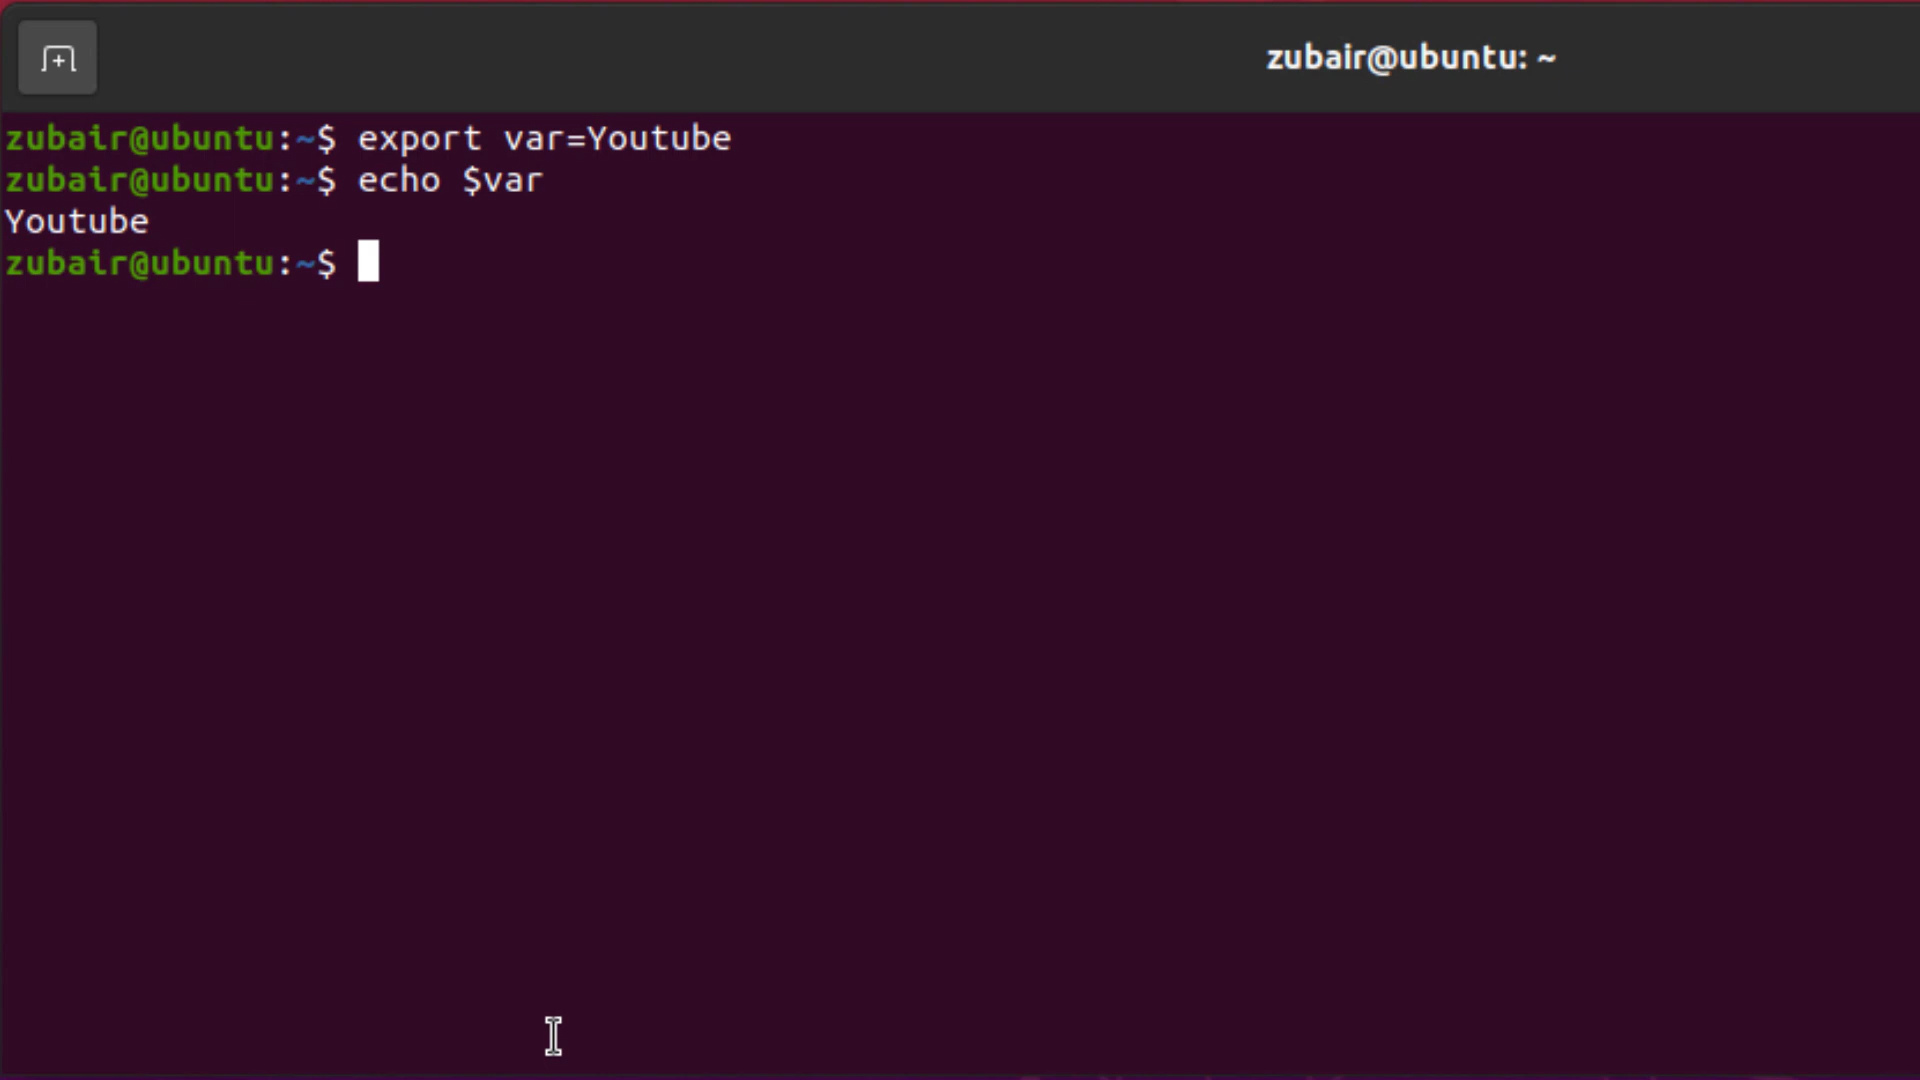 zubair@ubuntu: ~
zubair@ubuntu:~$ export var=Youtube
zubair@ubuntu:~$ echo $var
Youtube
zubair@ubuntu:~$